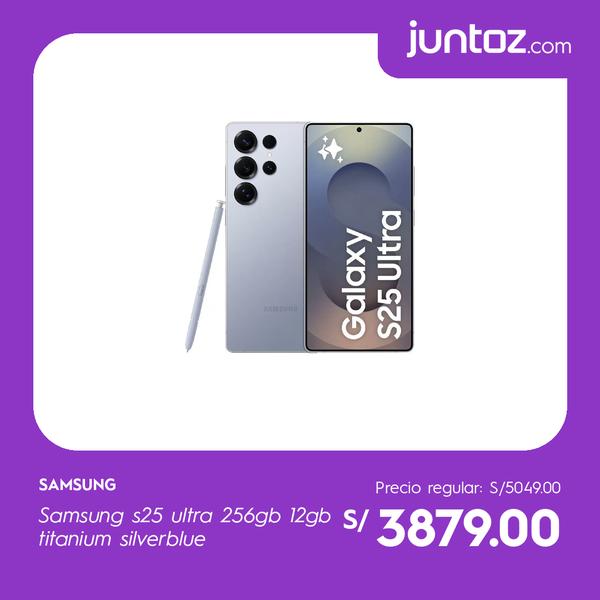 juntoz.com
Galaxy
S25 Ultra
SAMSUNG
SAMSUNG
Precio regular: S/5049.00
Samsung s25 ultra 256gb 12gb
titanium silverblue
S/ 3879.00